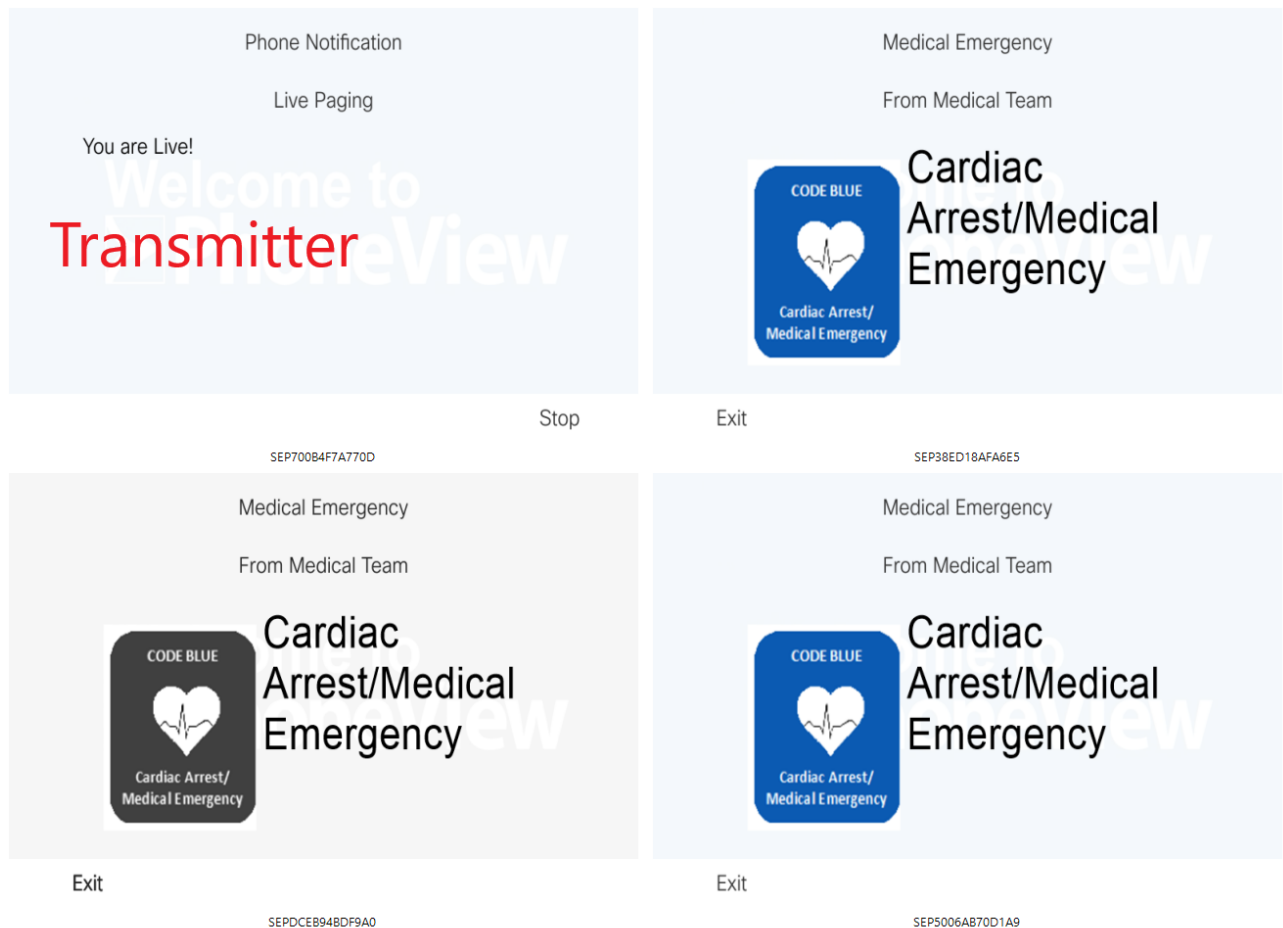 Phone Notification
Live Paging
You are Live!
Welcome to
PhoneView
Transmitter
Stop
SEP700B4F7A770D
Medical Emergency
From Medical Team
CODE BLUE
Cardiac Arrest/
Medical Emergency
Cardiac
Arrest/Medical
Emergency
Exit
SEP38ED18AFA6E5
Medical Emergency
From Medical Team
CODE BLUE
Cardiac Arrest/
Medical Emergency
Cardiac
Arrest/Medical
Emergency
Exit
SEPDCEB94BDF9A0
Medical Emergency
From Medical Team
CODE BLUE
Cardiac Arrest/
Medical Emergency
Cardiac
Arrest/Medical
Emergency
Exit
SEP5006AB70D1A9